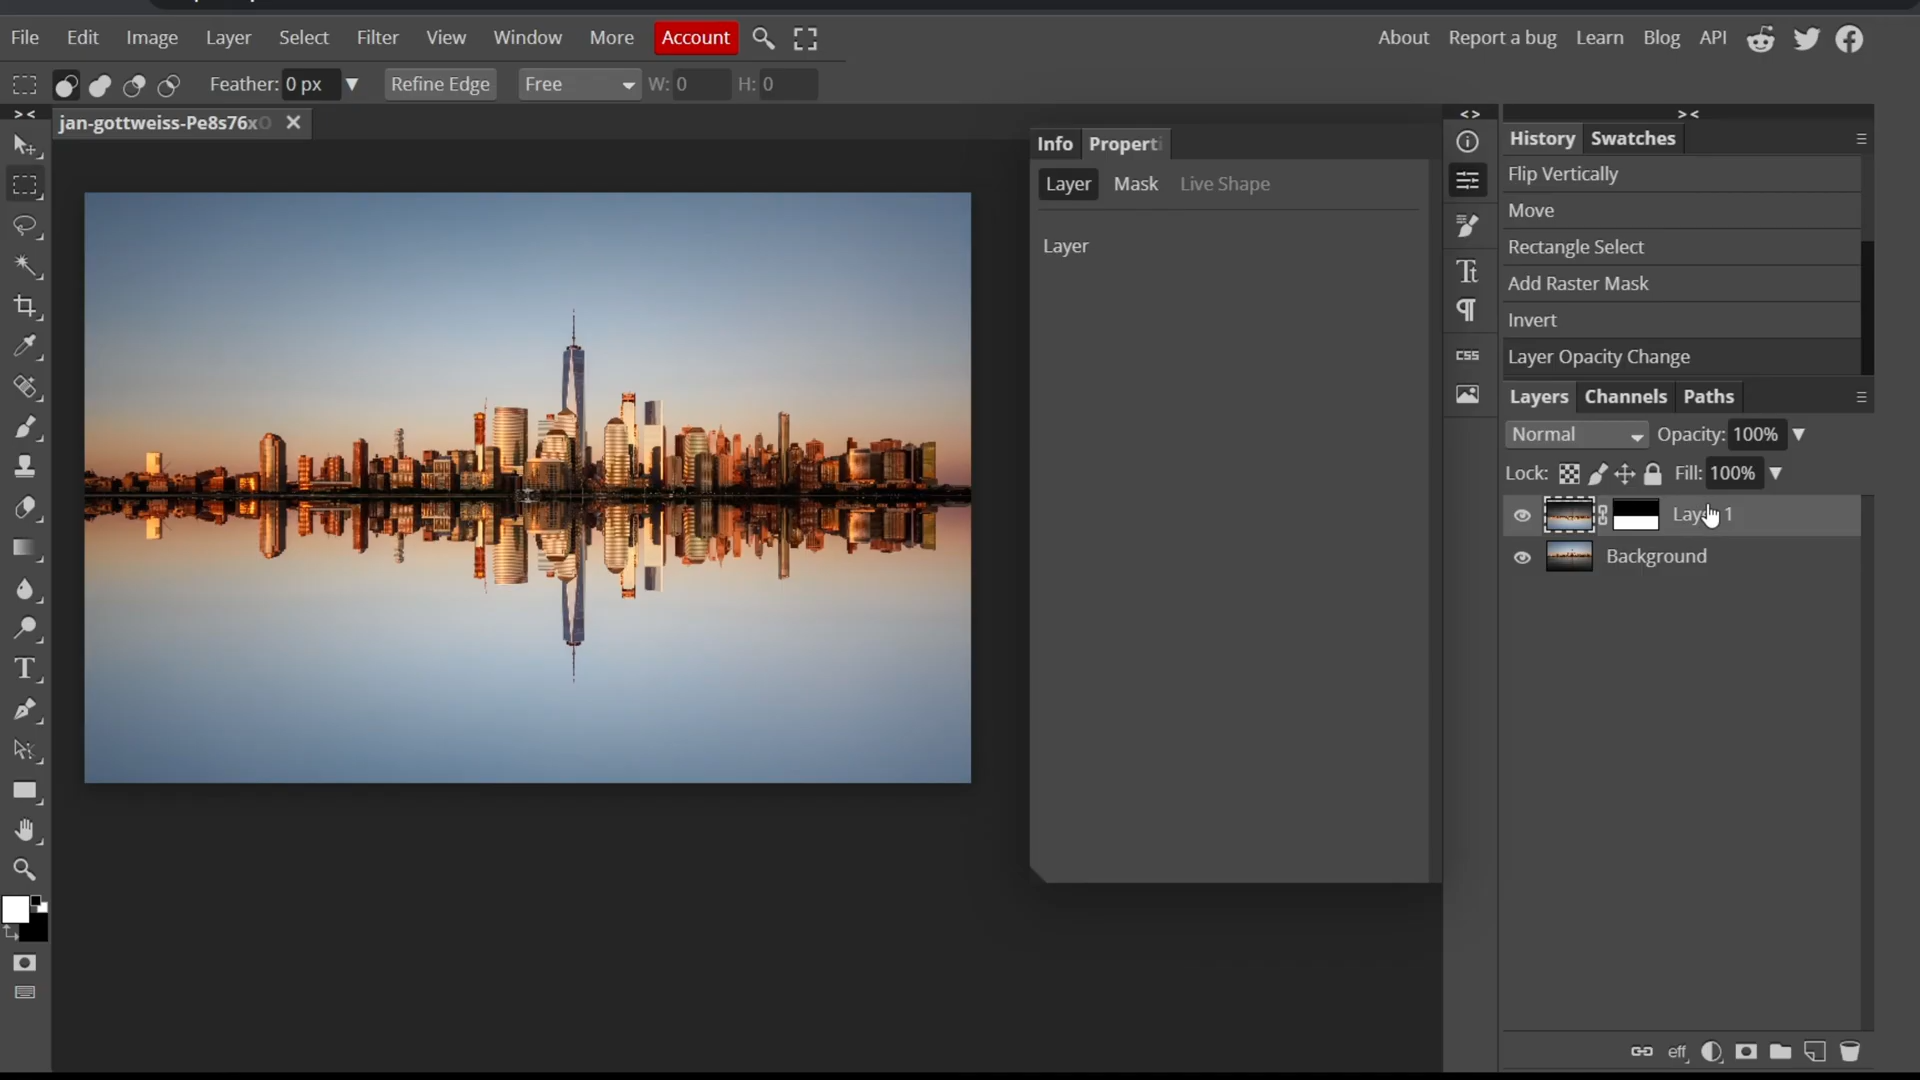 File Edit Image Layer Select Filter View Window More Account About Report a bug Learn Blog API
Feather: 0 px Refine Edge Free W: 0 H: 0
> < < > > <
jan-gottweiss-Pe8s76xO
Info Properti
Layer Mask Live Shape
Layer
Tt
¶
CSS
History Swatches
Flip Vertically
Move
Rectangle Select
Add Raster Mask
Invert
Layer Opacity Change
Layers Channels Paths
Normal Opacity: 100%
Lock: Fill: 100%
Layer 1
Background
T
eff